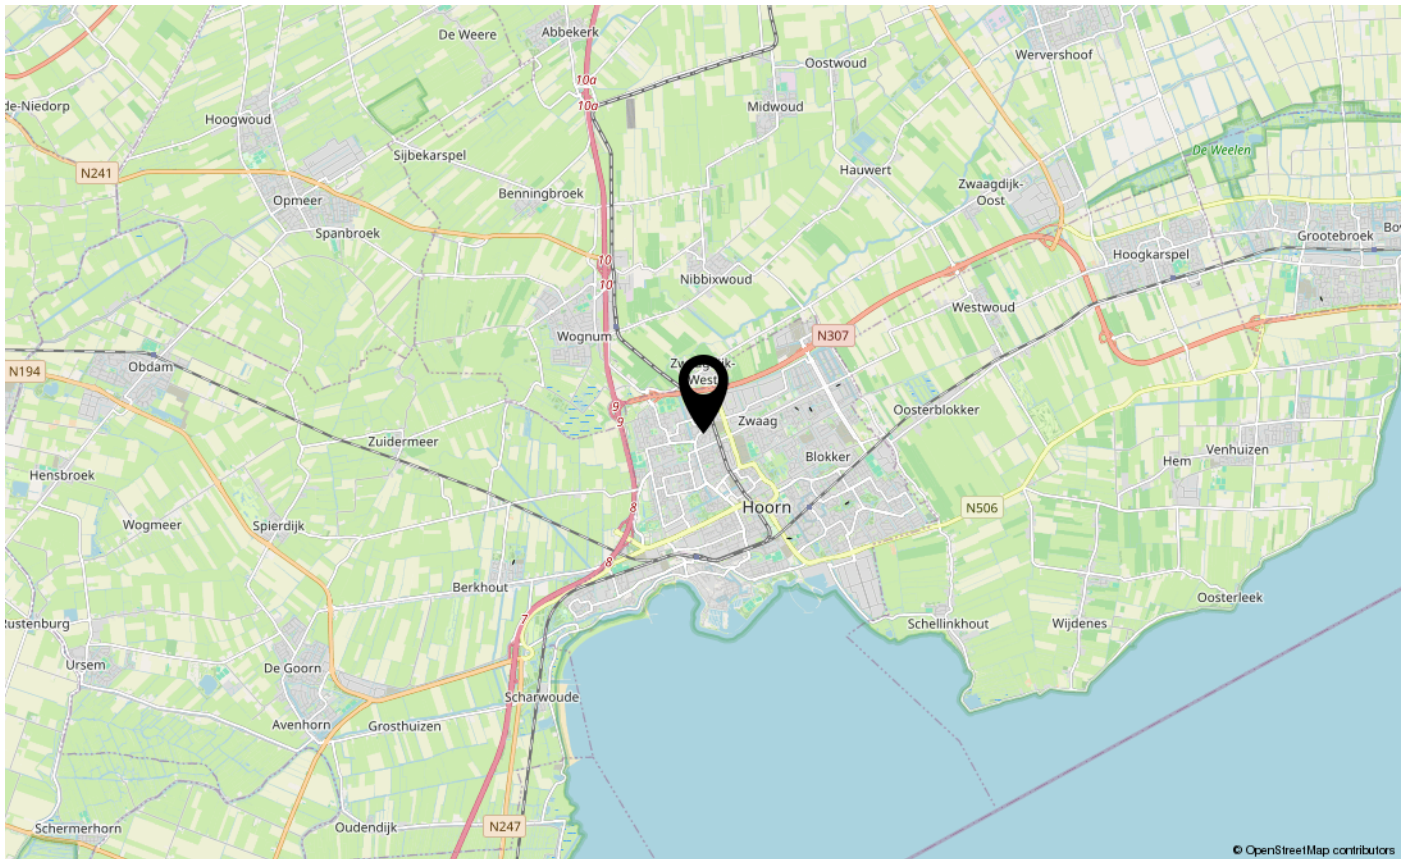 De Weere
Abbekerk
Wervershoof
Oostwoud
10a
10a
de-Niedorp
Midwoud
Hoogwoud
De Weelen
Sijbekarspel
N241
Hauwert
Benningbroek
Zwaagdijk-
Oost
Opmeer
Spanbroek
Grootebroek
Bo
Hoogkarspel
10
10
Nibbixwoud
Westwoud
Wognum
N307
Obdam
N194
West
9
9
Oosterblokker
Zwaag
Zuidermeer
Blokker
Venhuizen
Hem
Hensbroek
8
Hoorn
N506
Wogmeer
Spierdijk
8
Berkhout
Oosterleek
7
Rustenburg
Schellinkhout
Wijdenes
Ursem
De Goorn
Scharwoude
Avenhorn
Grosthuizen
Schermerhorn
Oudendijk
N247
© OpenStreetMap contributors